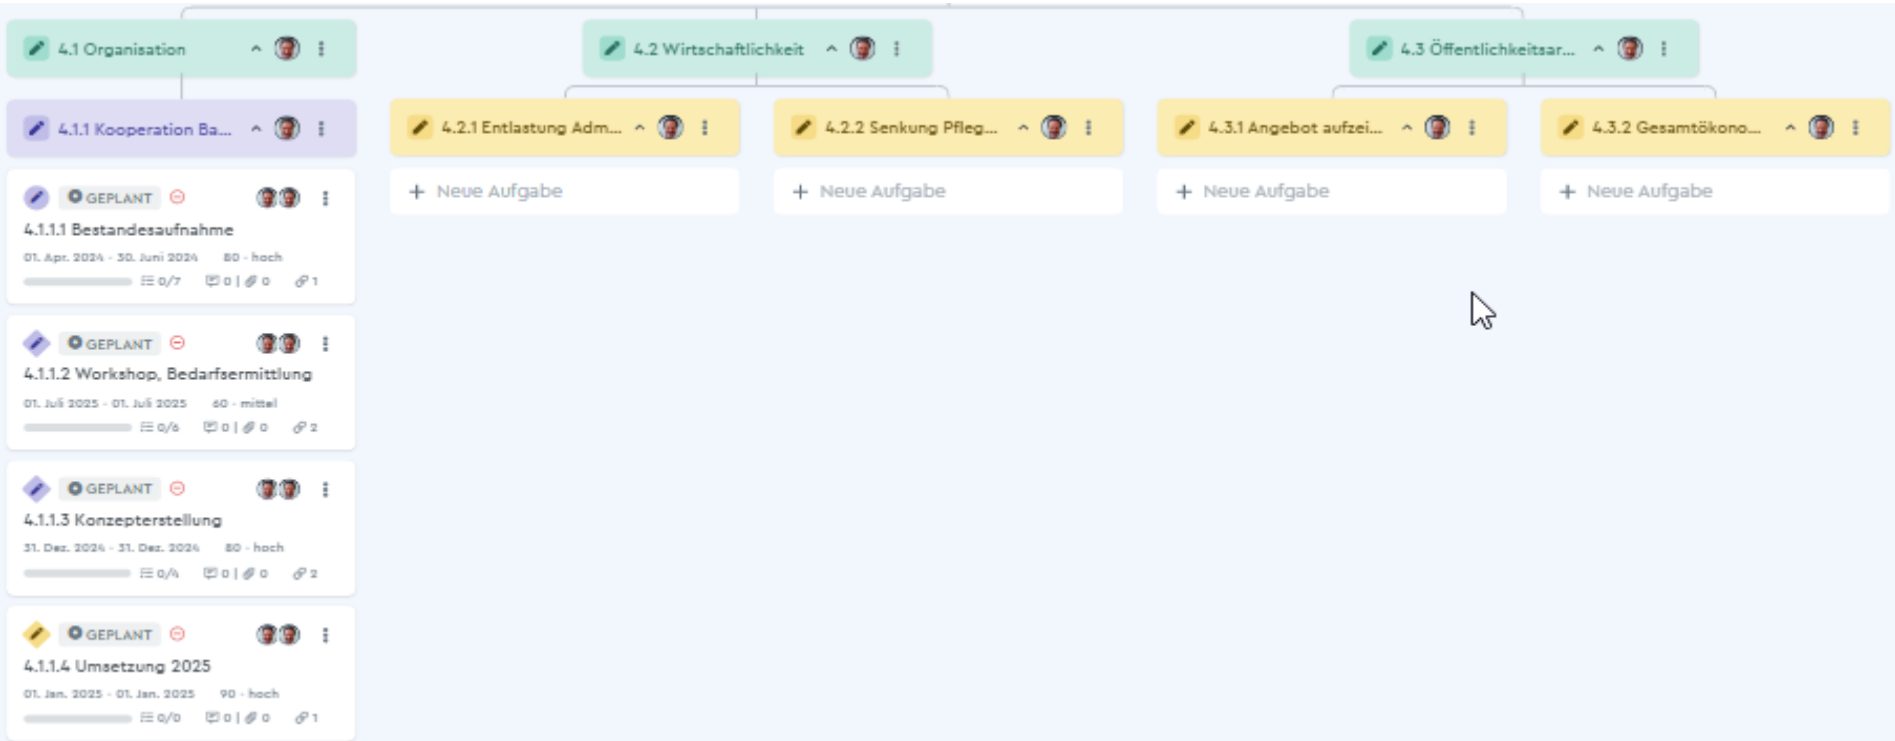 4.1 Organisation
4.2 Wirtschaftlichkeit
4.3 Öffentlichkeitsar...
4.1.1 Kooperation Ba...
4.2.1 Entlastung Adm...
4.2.2 Senkung Pfleg...
4.3.1 Angebot aufzei...
4.3.2 Gesamtökono...
+ Neue Aufgabe
+ Neue Aufgabe
+ Neue Aufgabe
+ Neue Aufgabe
GEPLANT
4.1.1.1 Bestandesaufnahme
01. Apr. 2024 - 30. Juni 2024 80 - hoch
0/7 0 | 0 1
GEPLANT
4.1.1.2 Workshop, Bedarfsermittlung
01. Juli 2025 - 01. Juli 2025 60 - mittel
0/6 0 | 0 2
GEPLANT
4.1.1.3 Konzepterstellung
31. Dez. 2024 - 31. Dez. 2024 80 - hoch
0/4 0 | 0 2
GEPLANT
4.1.1.4 Umsetzung 2025
01. Jan. 2025 - 01. Jan. 2025 90 - hoch
0/0 0 | 0 1